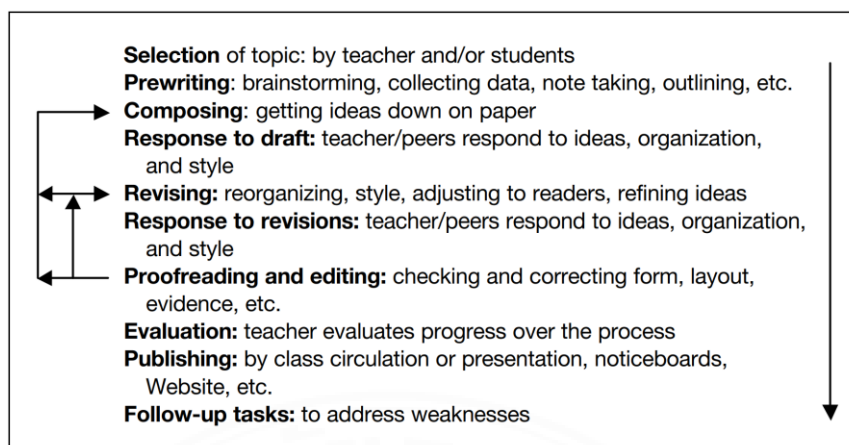 Selection of topic: by teacher and/or students
Prewriting: brainstorming, collecting data, note taking, outlining, etc.
Composing: getting ideas down on paper
Response to draft: teacher/peers respond to ideas, organization,
and style
Revising: reorganizing, style, adjusting to readers, refining ideas
Response to revisions: teacher/peers respond to ideas, organization,
and style
Proofreading and editing: checking and correcting form, layout,
evidence, etc.
Evaluation: teacher evaluates progress over the process
Publishing: by class circulation or presentation, noticeboards,
Website, etc.
Follow-up tasks: to address weaknesses